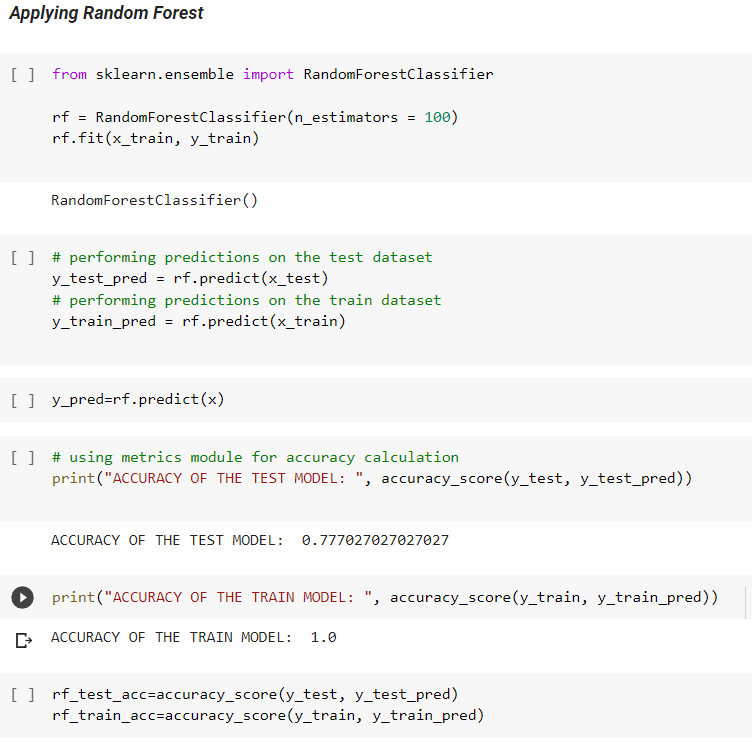 Applying Random Forest
[ ] from sklearn.ensemble import RandomForestClassifier
rf = RandomForestClassifier(n_estimators = 100)
rf.fit(x_train, y_train)
RandomForestClassifier()
[ ] # performing predictions on the test dataset
y_test_pred = rf.predict(x_test)
# performing predictions on the train dataset
y_train_pred = rf.predict(x_train)
[ ] y_pred=rf.predict(x)
[ ] # using metrics module for accuracy calculation
print("ACCURACY OF THE TEST MODEL: ", accuracy_score(y_test, y_test_pred))
ACCURACY OF THE TEST MODEL:  0.777027027027027
print("ACCURACY OF THE TRAIN MODEL: ", accuracy_score(y_train, y_train_pred))
ACCURACY OF THE TRAIN MODEL:  1.0
[ ] rf_test_acc=accuracy_score(y_test, y_test_pred)
rf_train_acc=accuracy_score(y_train, y_train_pred)